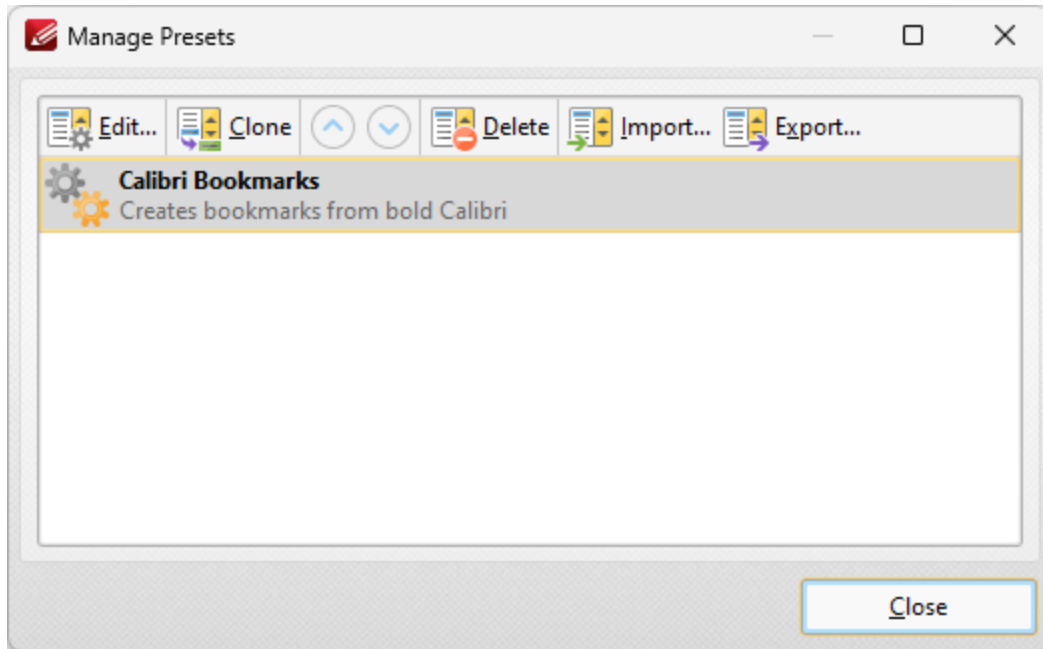 Manage Presets
Edit... Clone Delete Import... Export...
Calibri Bookmarks
Creates bookmarks from bold Calibri
Close